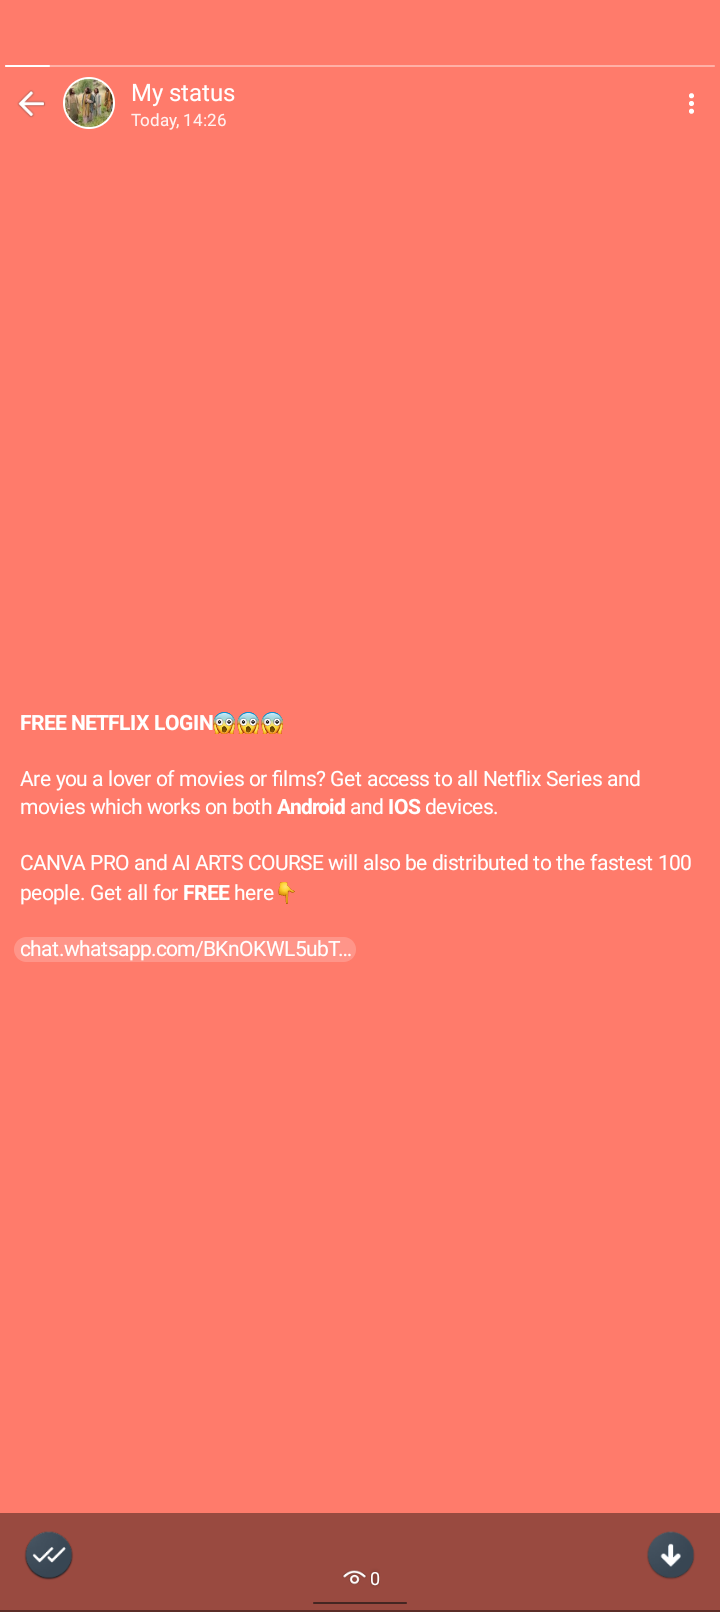 My status
Today, 14:26
FREE NETFLIX LOGIN😱😱😱
Are you a lover of movies or films? Get access to all Netflix Series and
movies which works on both Android and IOS devices.
CANVA PRO and AI ARTS COURSE will also be distributed to the fastest 100
people. Get all for FREE here👇
chat.whatsapp.com/BKnOKWL5ubT...
0